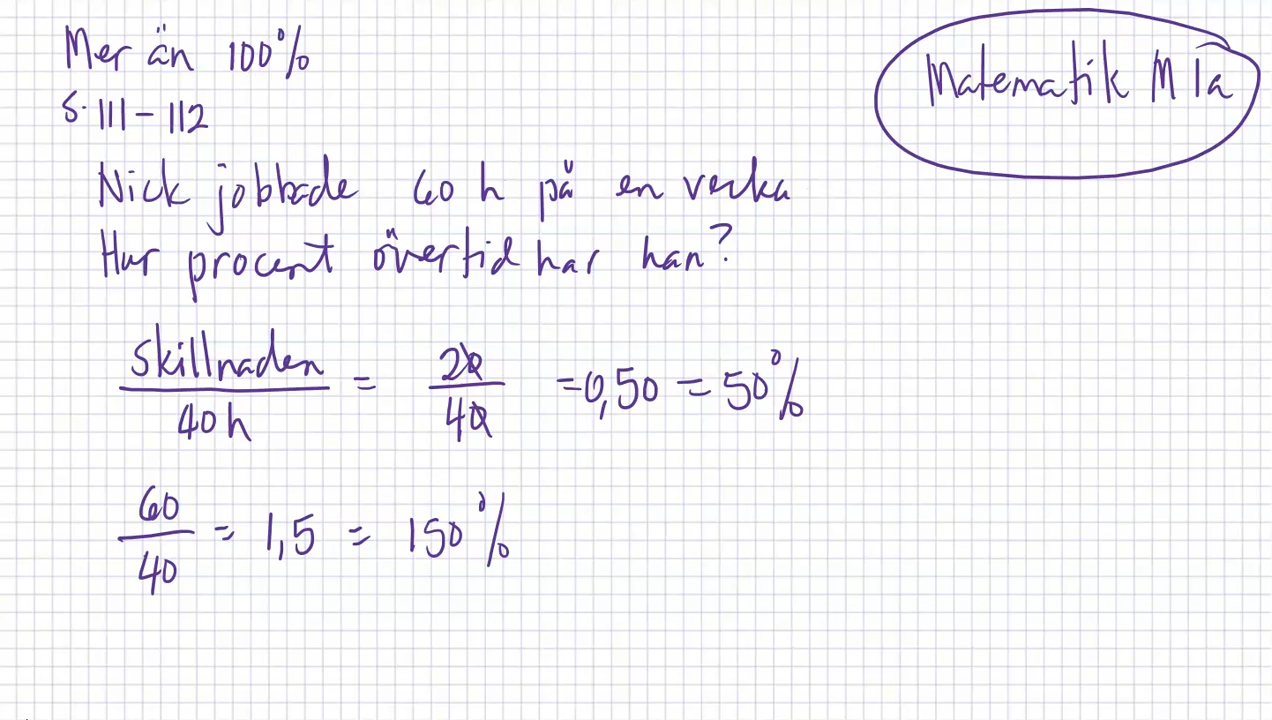 Mer än 100%
Matematik M 1a
s. 111 - 112
Nick jobbade 60 h på en vecka
Hur procent övertid har han?
Skillnaden / 40 h = 20 / 40 = 0,50 = 50%
60 / 40 = 1,5 = 150%